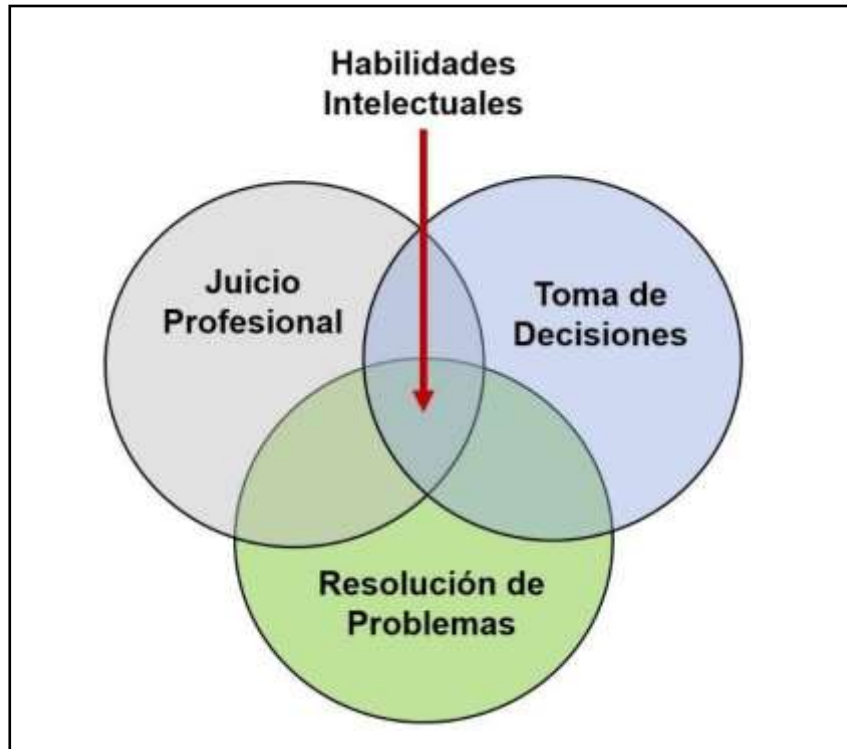 Habilidades
Intelectuales
Juicio
Profesional
Toma de
Decisiones
Resolución de
Problemas